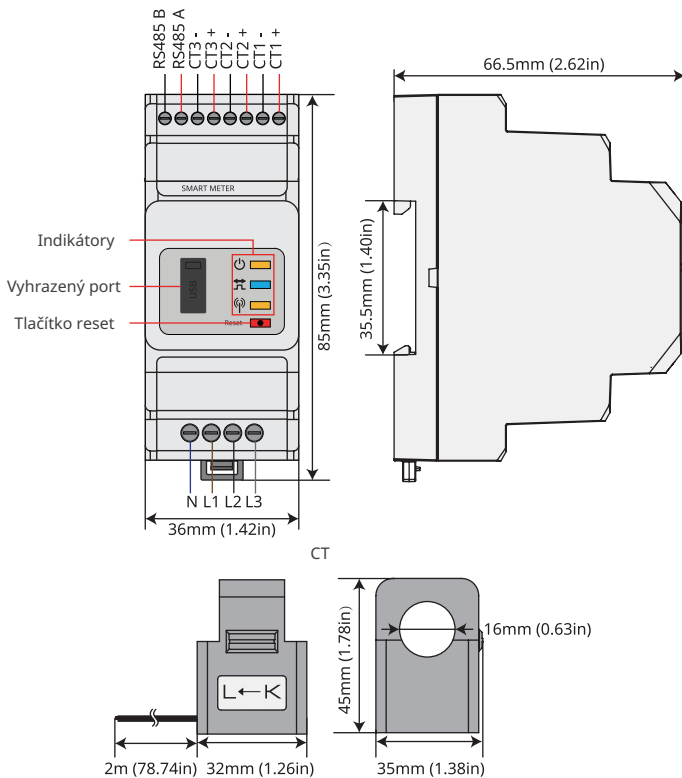 RS485 B
RS485 A
CT3 -
CT3 +
CT2 -
CT2 +
CT1 -
CT1 +
66.5mm (2.62in)
SMART METER
Indikátory
Vyhrazený port
Tlačítko reset
USB
Reset
85mm (3.35in)
35.5mm (1.40in)
N L1 L2 L3
36mm (1.42in)
CT
L←K
45mm (1.78in)
16mm (0.63in)
2m (78.74in)
32mm (1.26in)
35mm (1.38in)